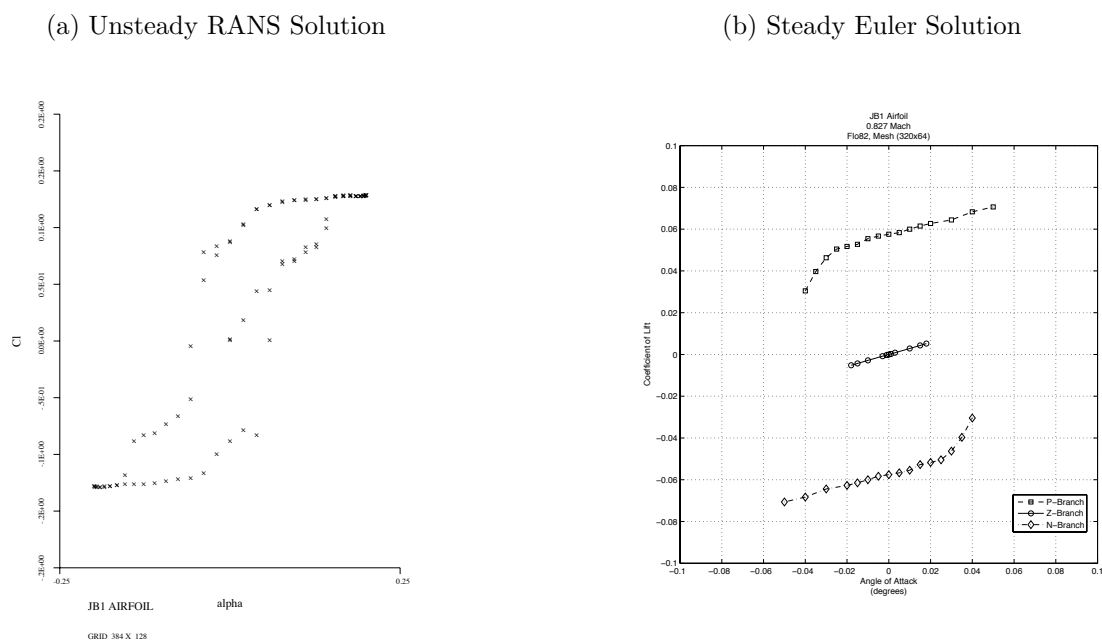 (a) Unsteady RANS Solution
0.2E+00
0.2E+00
0.1E+00
0.5E-01
0.0E+00
-.5E-01
-.1E+00
-.2E+00
-.2E+00
Cl
-0.25
0.25
alpha
JB1 AIRFOIL
GRID 384 X 128
(b) Steady Euler Solution
JB1 Airfoil
0.827 Mach
Flo82, Mesh (320x64)
0.1
0.08
0.06
0.04
0.02
0
−0.02
−0.04
−0.06
−0.08
−0.1
Coefficient of Lift
P−Branch
Z−Branch
N−Branch
−0.1
−0.08
−0.06
−0.04
−0.02
0
0.02
0.04
0.06
0.08
0.1
Angle of Attack
(degrees)